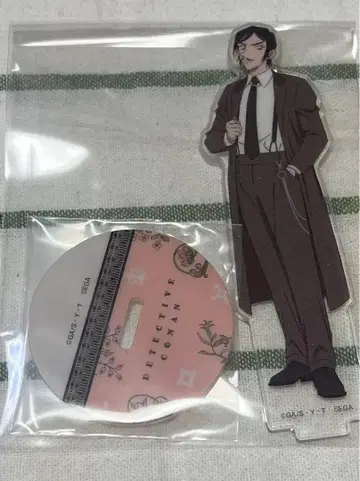 ©GA/S・Y・T SEGA
DETECTIVE
CONAN
©GA/S・Y・T SEGA